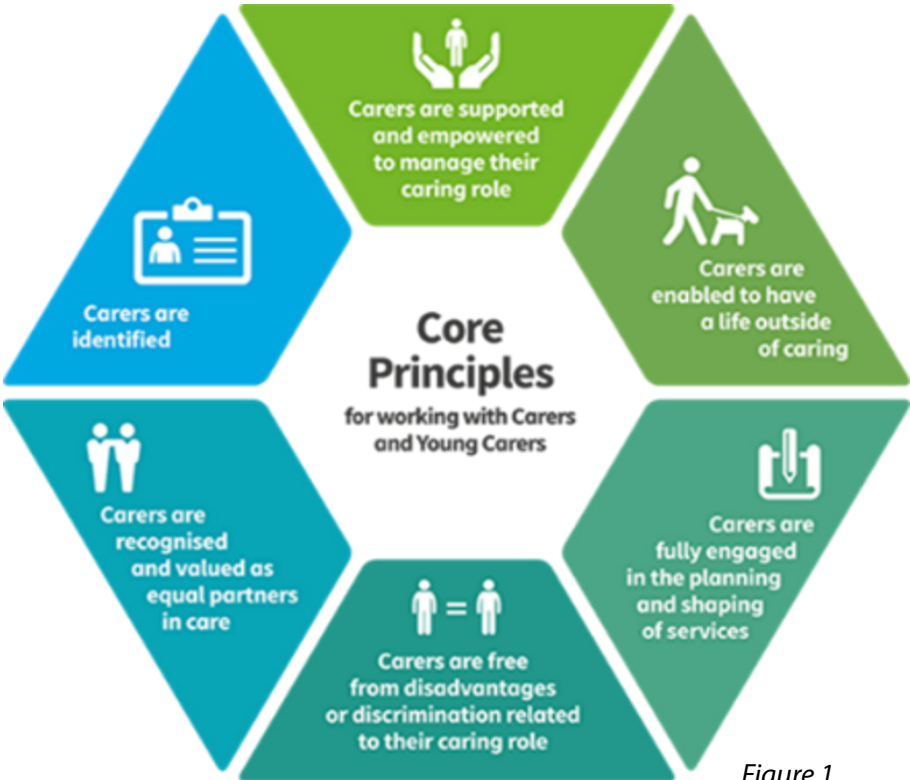 Core
Principles
for working with Carers
and Young Carers
Carers are
identified
Carers are supported
and empowered
to manage their
caring role
Carers are
enabled to have
a life outside
of caring
Carers are
fully engaged
in the planning
and shaping
of services
Carers are free
from disadvantages
or discrimination related
to their caring role
Carers are
recognised
and valued as
equal partners
in care
Figure 1